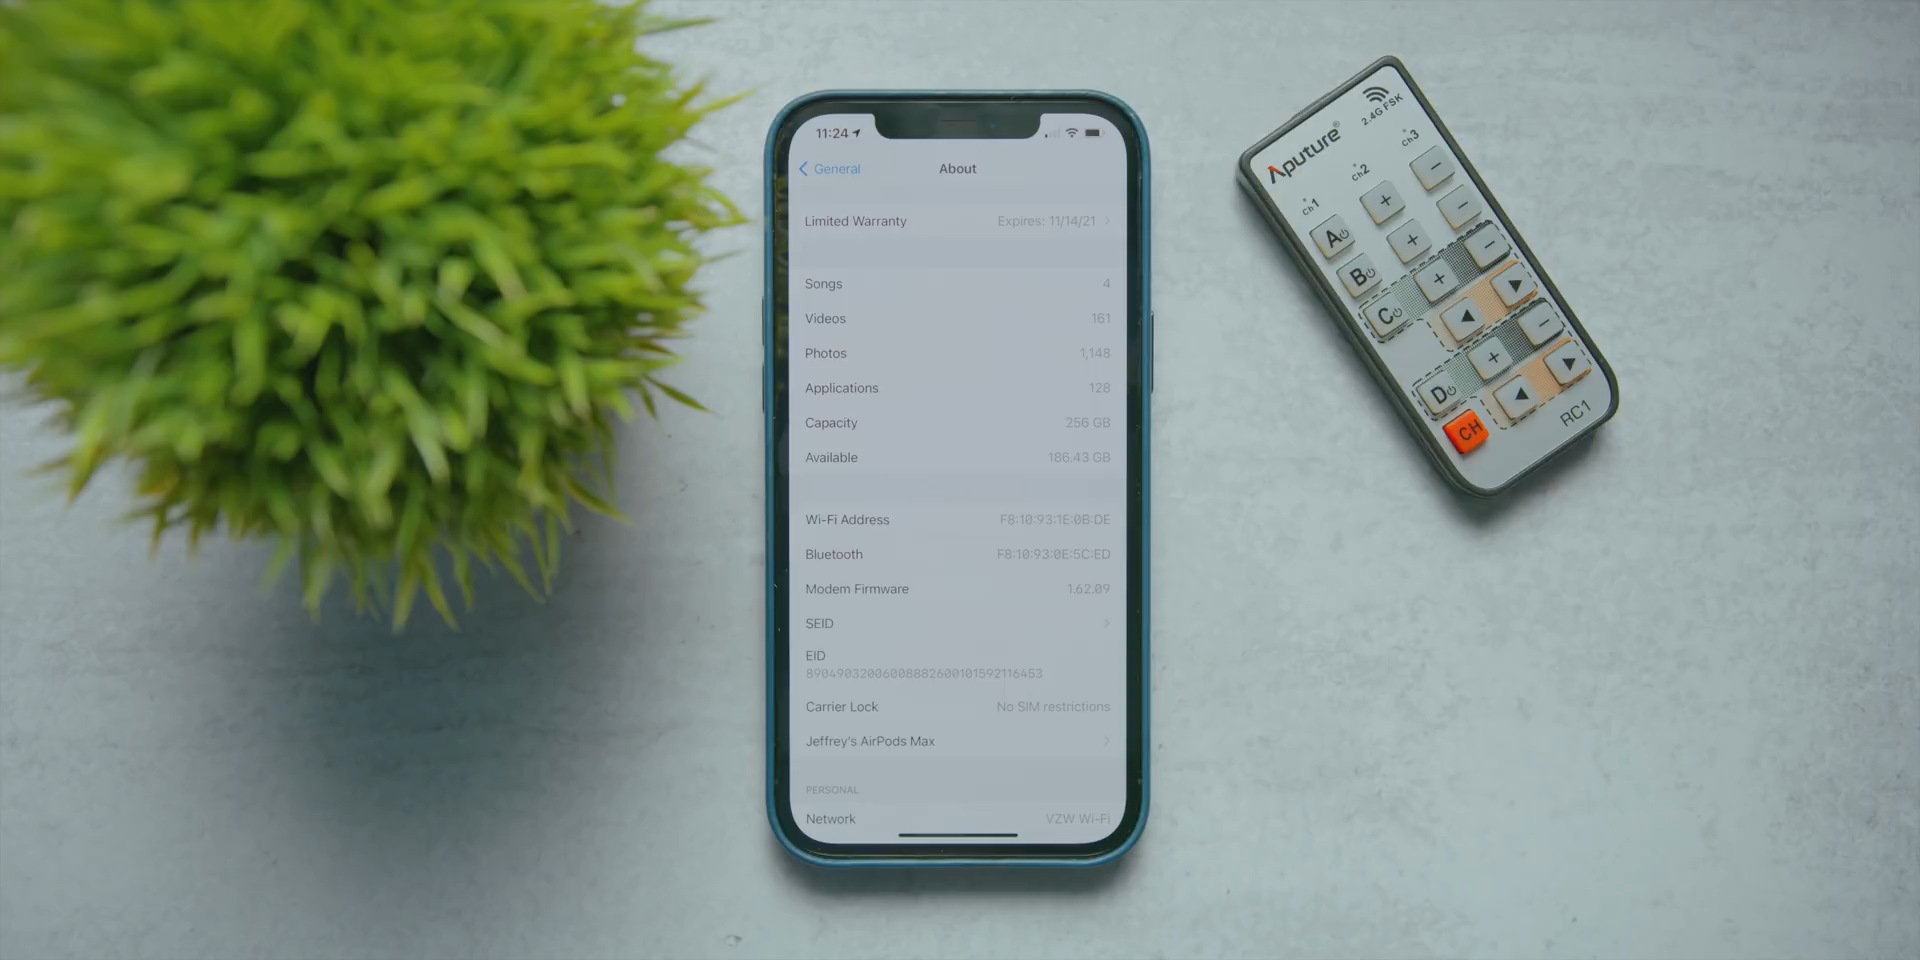 11:24
General
About
Limited Warranty Expires: 11/14/21
Songs 4
Videos 161
Photos 1,148
Applications 128
Capacity 256 GB
Available 186.43 GB
Wi-Fi Address F8:10:93:1E:0B:DE
Bluetooth F8:10:93:0E:5C:ED
Modem Firmware 1.62.09
SEID
EID
89049032006008882600101592116453
Carrier Lock No SIM restrictions
Jeffrey's AirPods Max
PERSONAL
Network VZW Wi-Fi
Aputure®
2.4G FSK
Ch1 Ch2 Ch3
A + −
B + −
C + −
◀ ▶
D + −
◀ ▶
CH
RC1